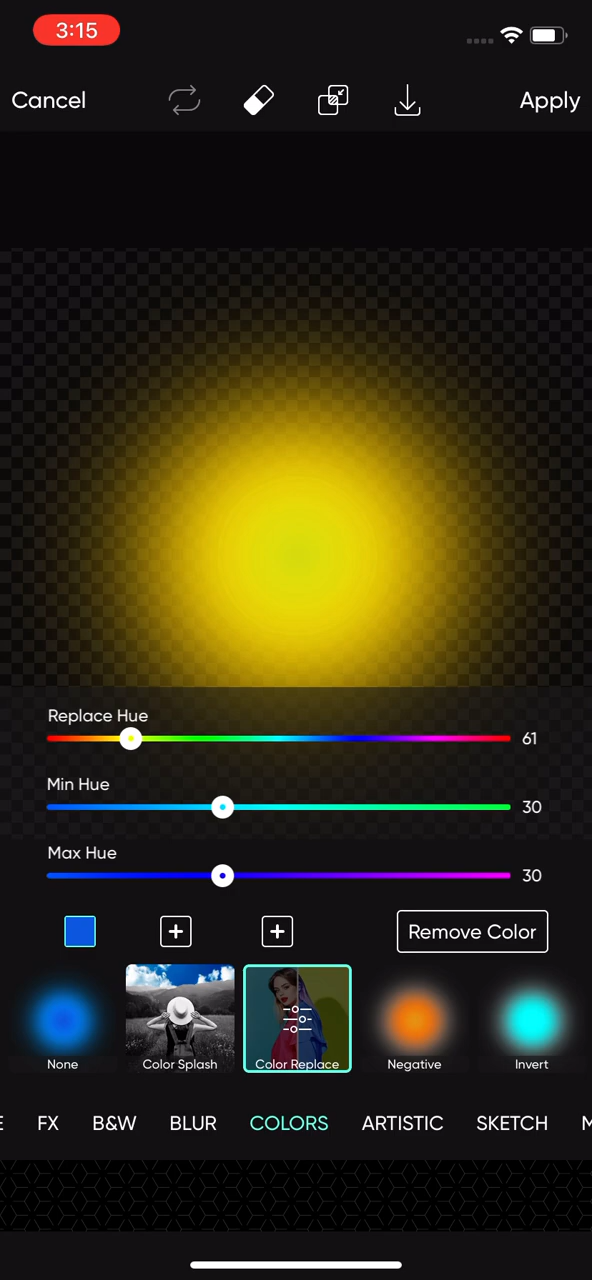 3:15
Cancel
Apply
Replace Hue
61
Min Hue
30
Max Hue
30
Remove Color
None
Color Splash
Color Replace
Negative
Invert
E FX B&W BLUR COLORS ARTISTIC SKETCH M